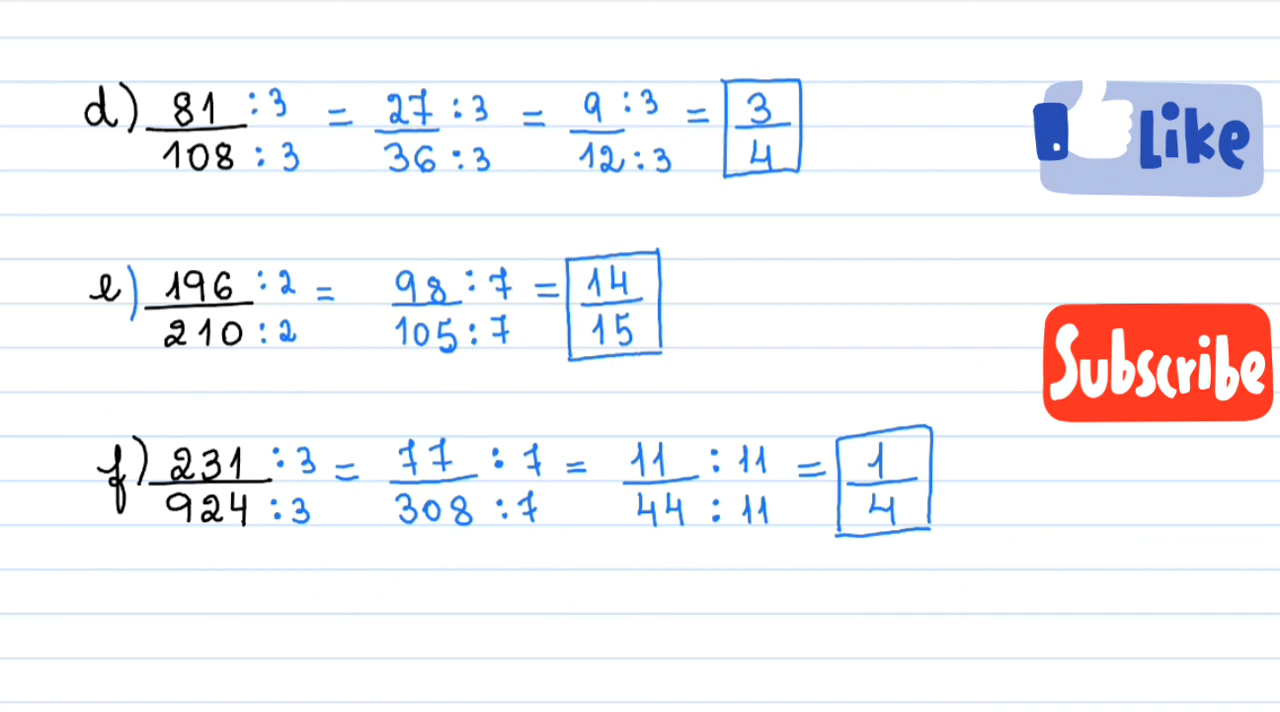 d) 81 : 3 / 108 : 3 = 27 : 3 / 36 : 3 = 9 : 3 / 12 : 3 = 3 / 4
Like
e) 196 : 2 / 210 : 2 = 98 : 7 / 105 : 7 = 14 / 15
Subscribe
f) 231 : 3 / 924 : 3 = 77 : 7 / 308 : 7 = 11 : 11 / 44 : 11 = 1 / 4